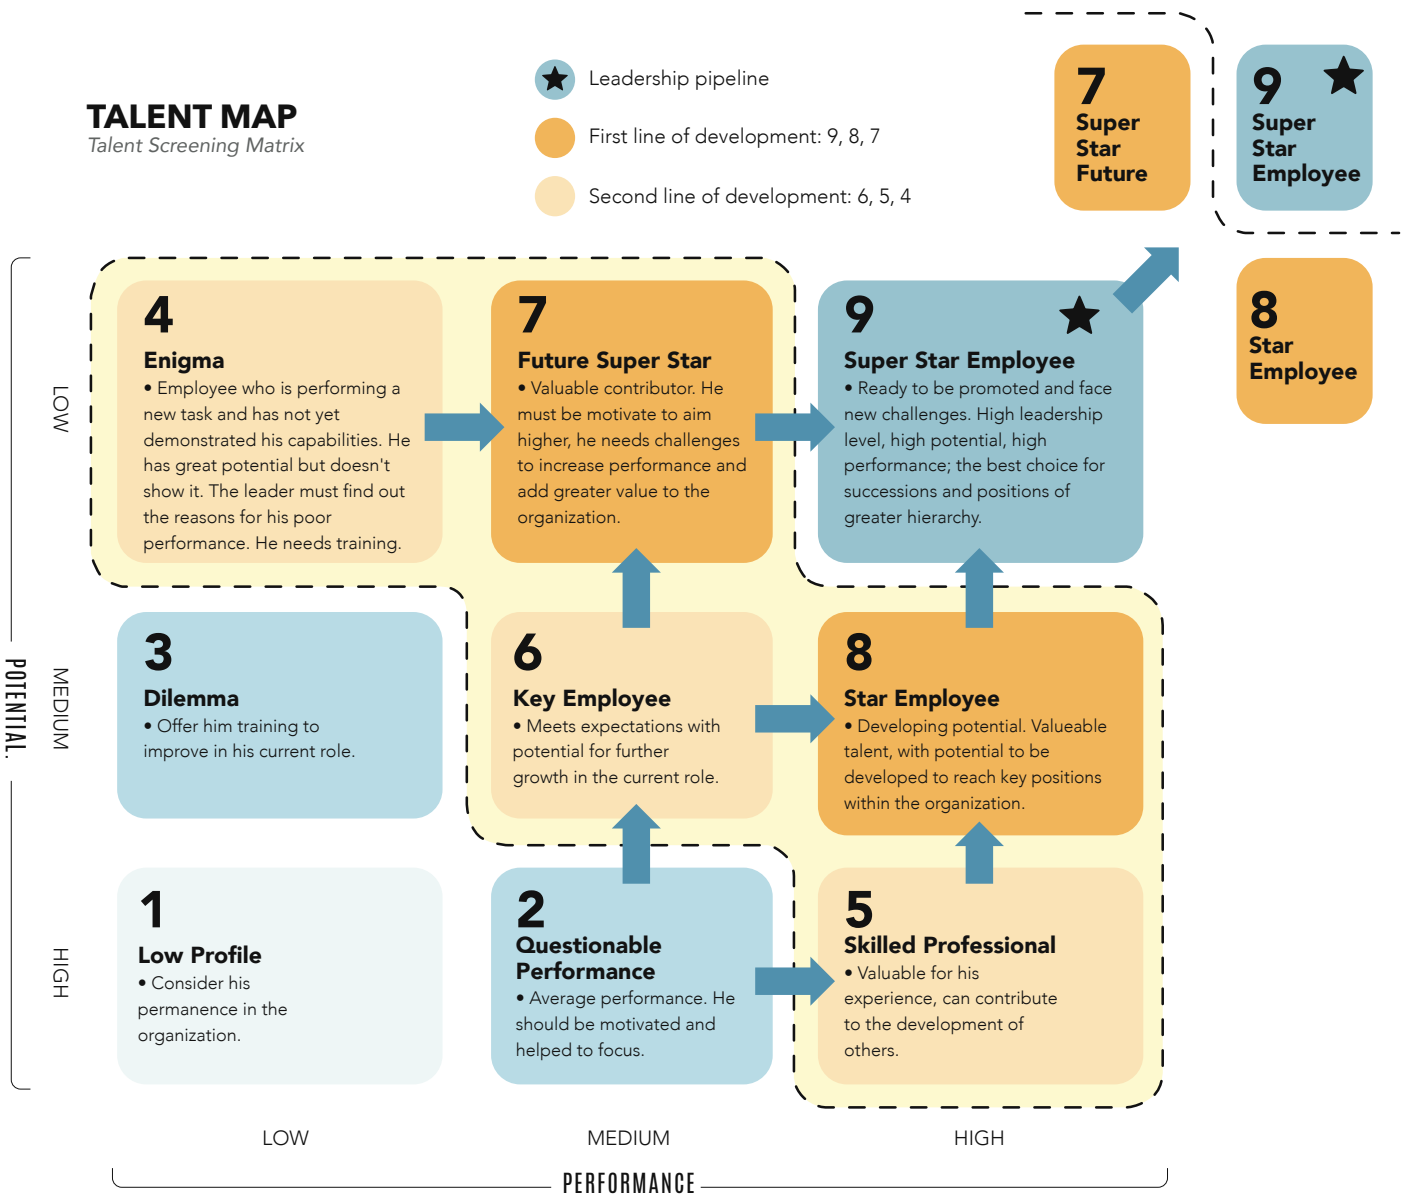 TALENT MAP
Talent Screening Matrix
Leadership pipeline
First line of development: 9, 8, 7
Second line of development: 6, 5, 4
7
Super
Star
Future
9
Super
Star
Employee
8
Star
Employee
4
Enigma
• Employee who is performing a
new task and has not yet
demonstrated his capabilities. He
has great potential but doesn't
show it. The leader must find out
the reasons for his poor
performance. He needs training.
7
Future Super Star
• Valuable contributor. He
must be motivate to aim
higher, he needs challenges
to increase performance and
add greater value to the
organization.
9
Super Star Employee
• Ready to be promoted and face
new challenges. High leadership
level, high potential, high
performance; the best choice for
successions and positions of
greater hierarchy.
3
Dilemma
• Offer him training to
improve in his current role.
6
Key Employee
• Meets expectations with
potential for further
growth in the current role.
8
Star Employee
• Developing potential. Valueable
talent, with potential to be
developed to reach key positions
within the organization.
1
Low Profile
• Consider his
permanence in the
organization.
2
Questionable
Performance
• Average performance. He
should be motivated and
helped to focus.
5
Skilled Professional
• Valuable for his
experience, can contribute
to the development of
others.
LOW
MEDIUM
HIGH
POTENTIAL.
LOW
MEDIUM
HIGH
PERFORMANCE